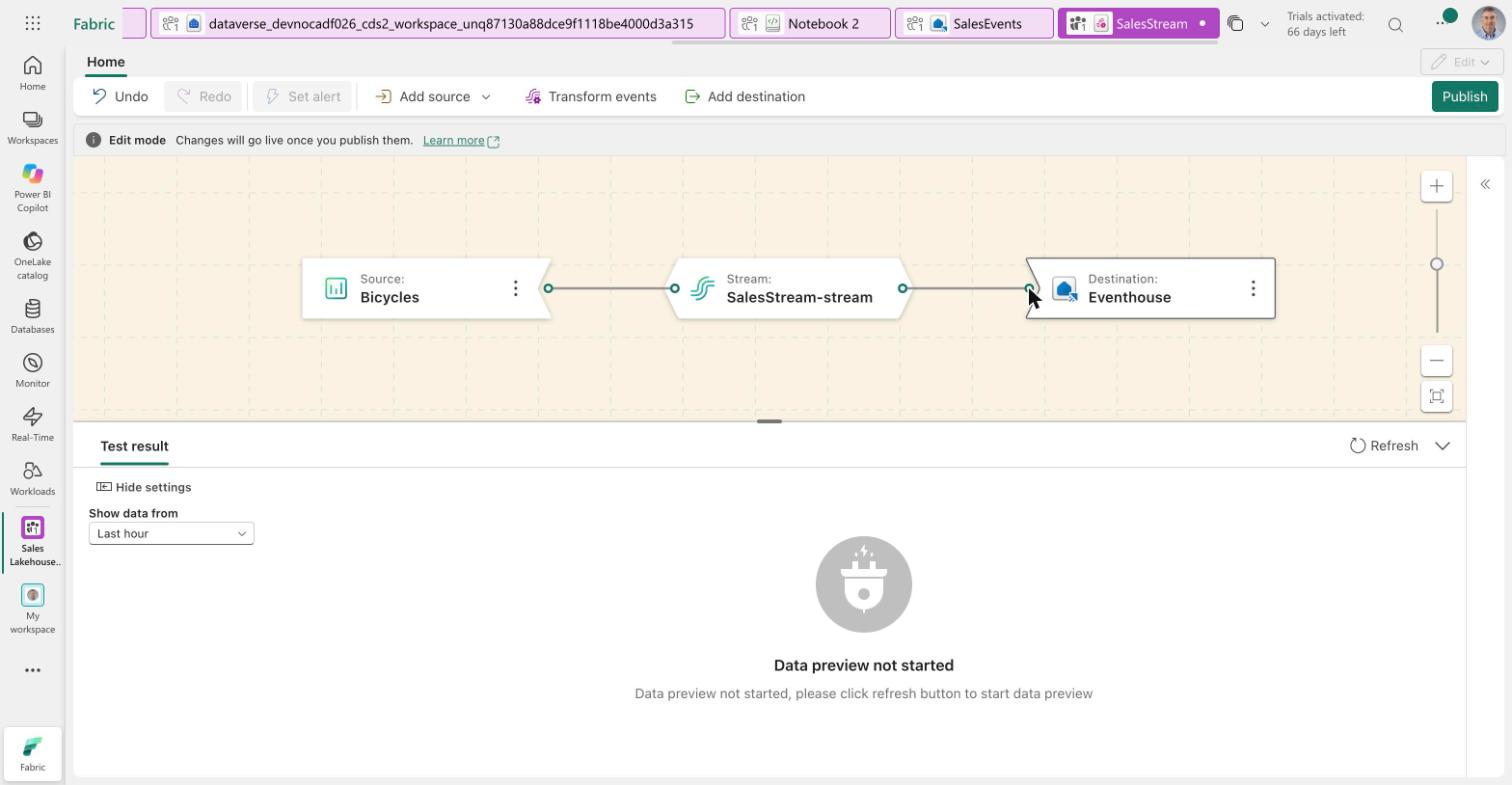 Fabric
dataverse_devnocadf026_cds2_workspace_unq87130a88dce9f1118be4000d3a315
Notebook 2
SalesEvents
SalesStream
Trials activated:
66 days left
Home
Edit
Undo
Redo
Set alert
Add source
Transform events
Add destination
Publish
Edit mode Changes will go live once you publish them. Learn more
Home
Workspaces
Power BI
Copilot
OneLake
catalog
Databases
Monitor
Real-Time
Workloads
Sales
Lakehouse..
My
workspace
Fabric
Source:
Bicycles
Stream:
SalesStream-stream
Destination:
Eventhouse
Test result
Refresh
Hide settings
Show data from
Last hour
Data preview not started
Data preview not started, please click refresh button to start data preview